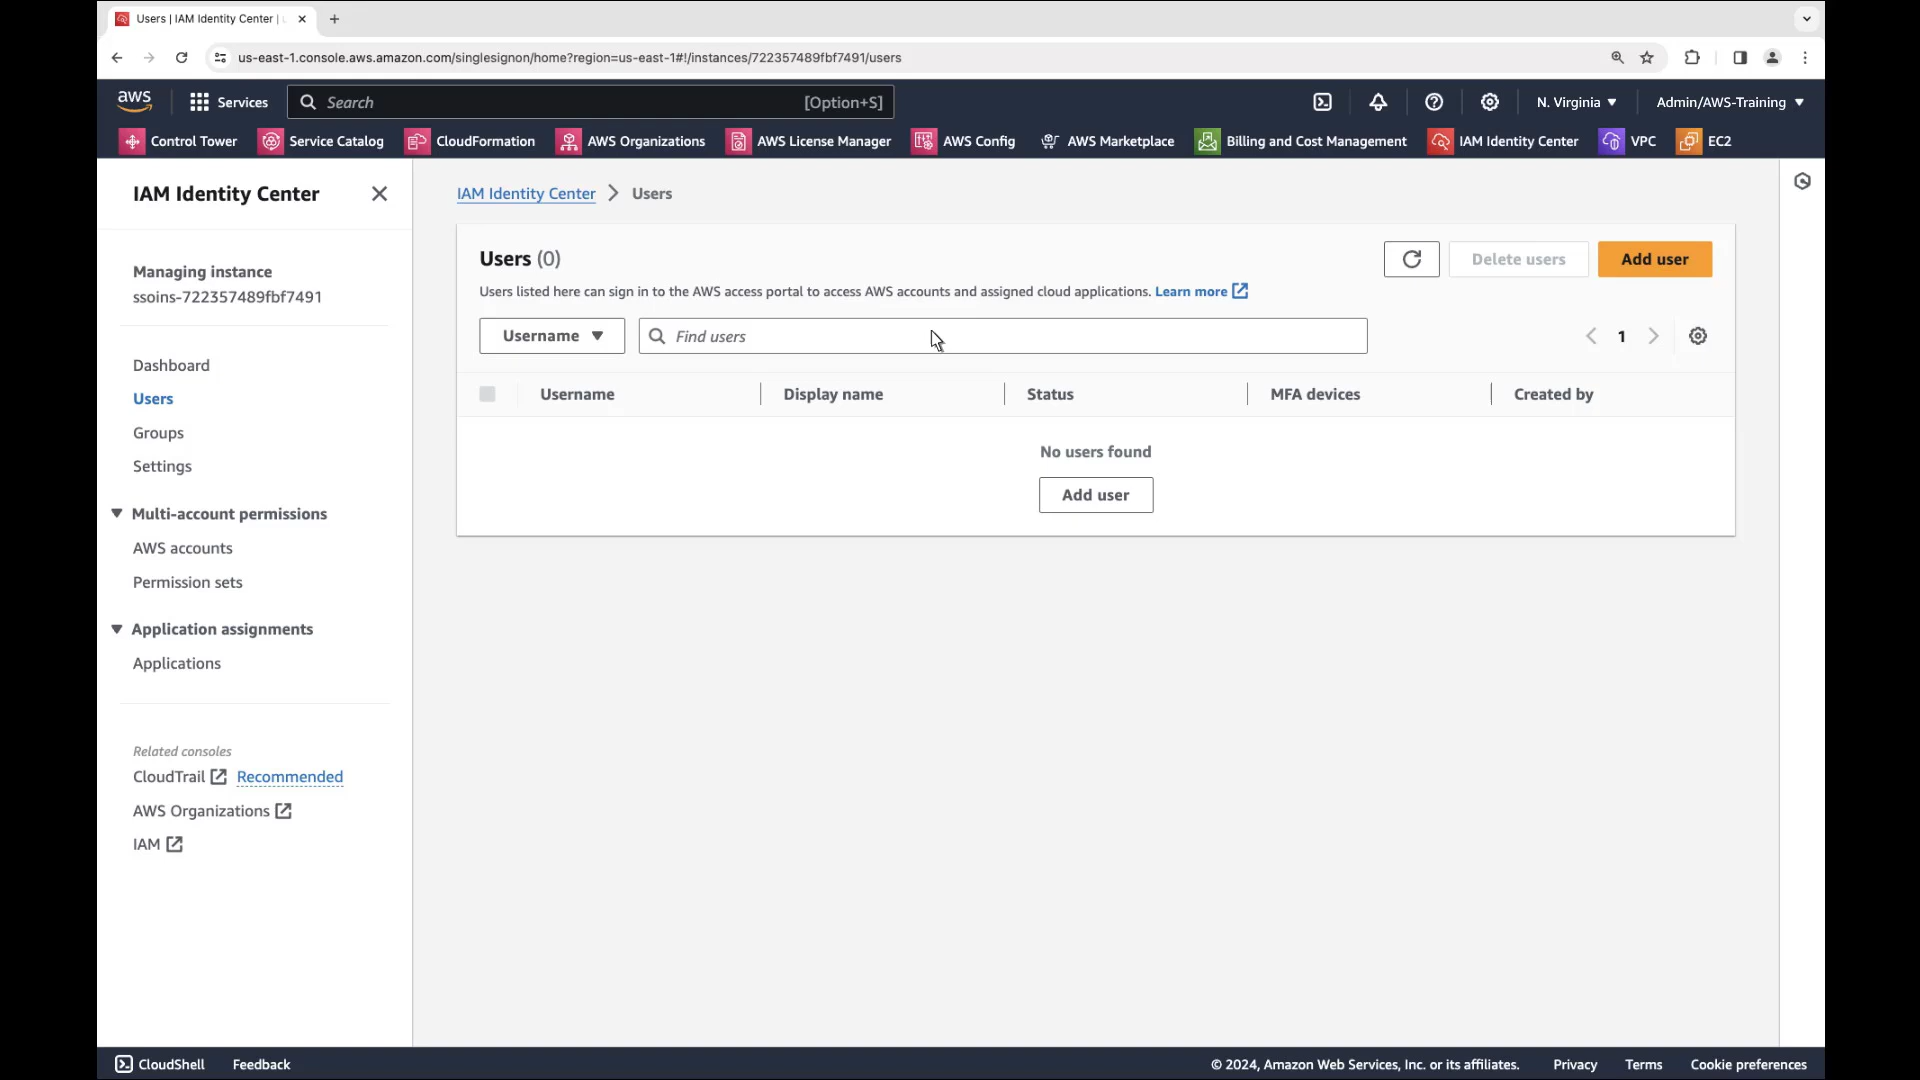 Users | IAM Identity Center |
us-east-1.console.aws.amazon.com/singlesignon/home?region=us-east-1#!/instances/722357489fbf7491/users
aws
Services
Search
[Option+S]
N. Virginia
Admin/AWS-Training
Control Tower
Service Catalog
CloudFormation
AWS Organizations
AWS License Manager
AWS Config
AWS Marketplace
Billing and Cost Management
IAM Identity Center
VPC
EC2
IAM Identity Center
Managing instance
ssoins-722357489fbf7491
Dashboard
Users
Groups
Settings
Multi-account permissions
AWS accounts
Permission sets
Application assignments
Applications
Related consoles
CloudTrail Recommended
AWS Organizations
IAM
IAM Identity Center > Users
Users (0)
Delete users
Add user
Users listed here can sign in to the AWS access portal to access AWS accounts and assigned cloud applications. Learn more
Username
Find users
1
Username
Display name
Status
MFA devices
Created by
No users found
Add user
CloudShell
Feedback
© 2024, Amazon Web Services, Inc. or its affiliates.
Privacy
Terms
Cookie preferences